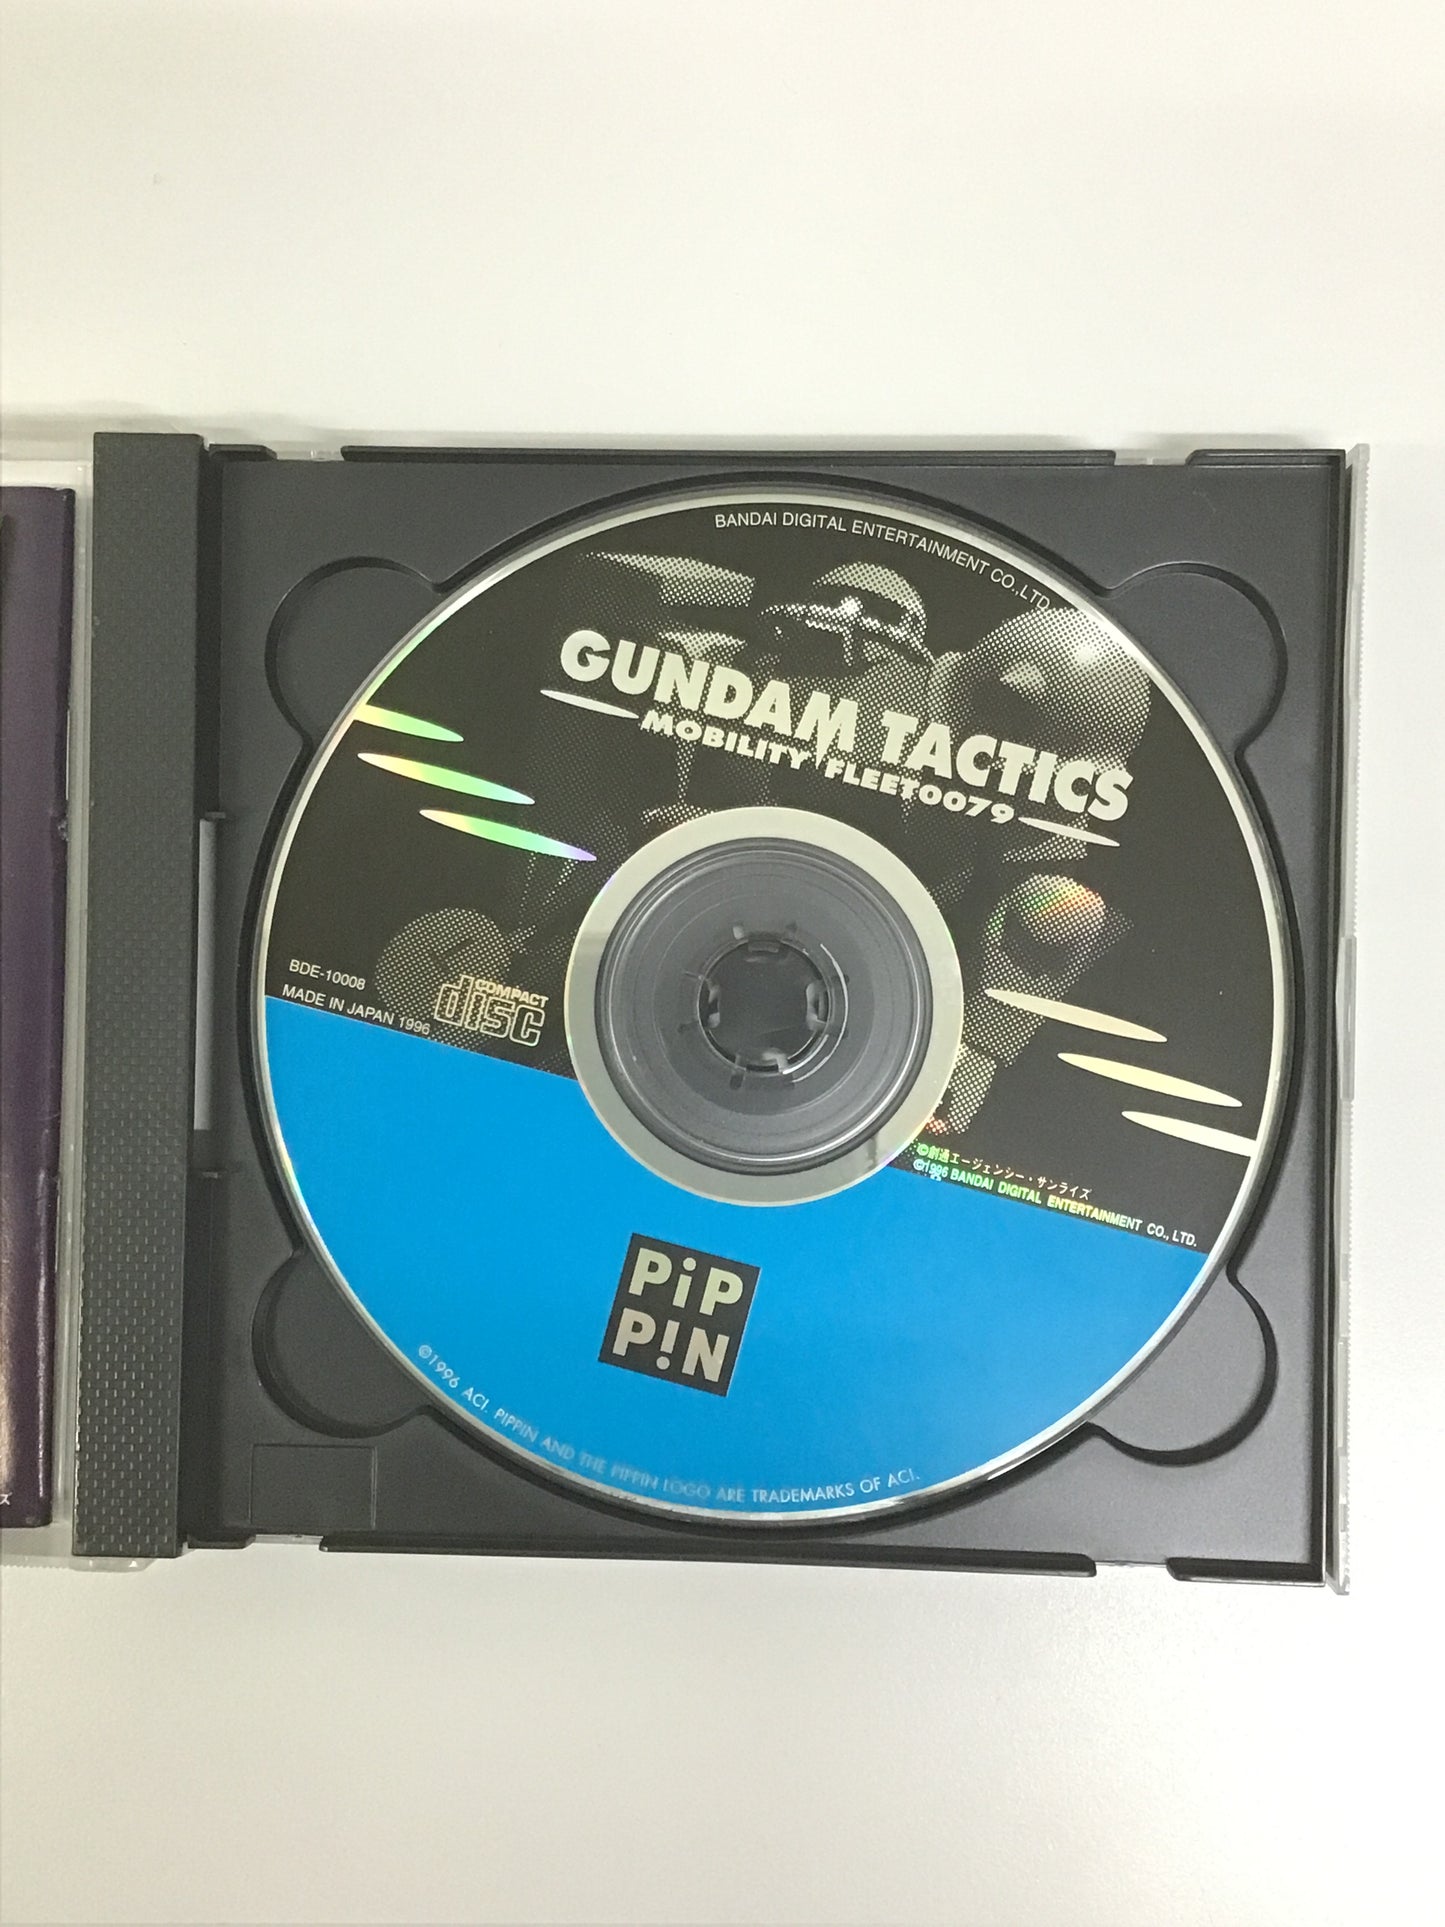 BANDAI DIGITAL ENTERTAINMENT CO.,LTD.
GUNDAM TACTICS
MOBILITY FLEET0079
BDE-10008
MADE IN JAPAN 1996
COMPACT
disc
©創通エージェンシー・サンライズ
©1996 BANDAI DIGITAL ENTERTAINMENT CO., LTD.
PiP
P!N
©1996 ACI. PIPPIN AND THE PIPPIN LOGO ARE TRADEMARKS OF ACI.
ズ